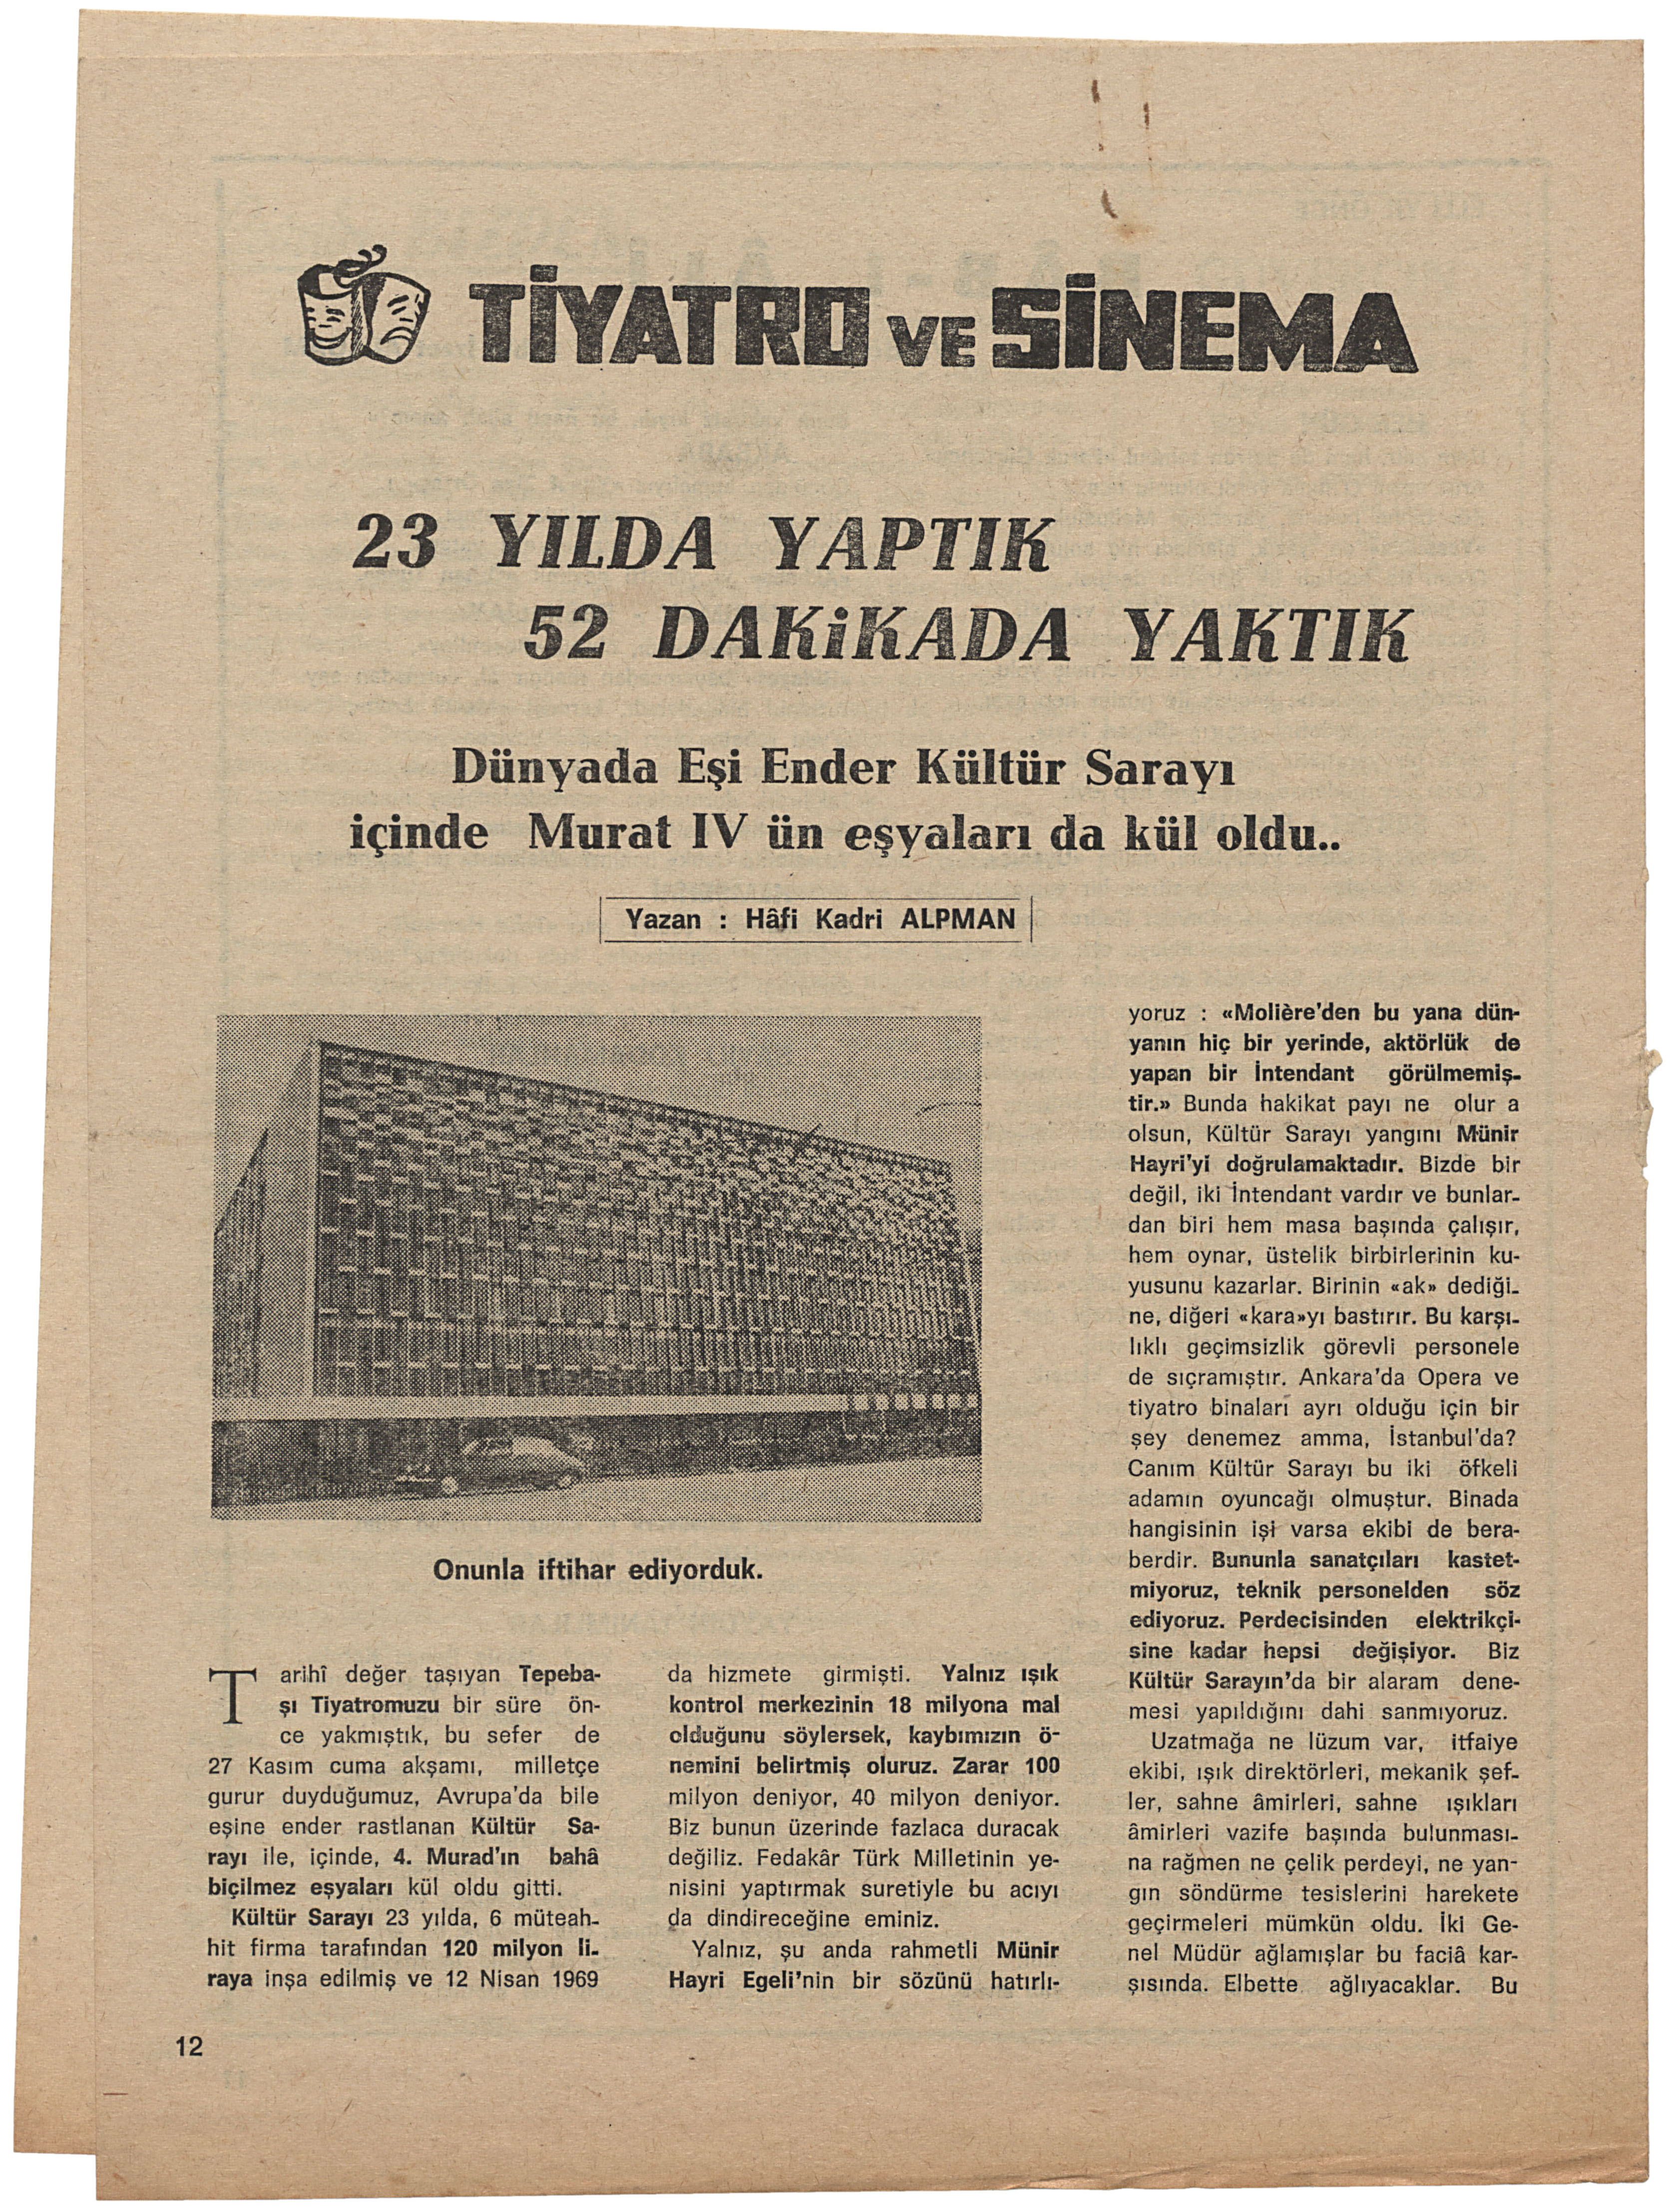 TİYATRO VE SİNEMA
23 YILDA YAPTIK
52 DAKİKADA YAKTIK
Dünyada Eşi Ender Kültür Sarayı
içinde Murat IV ün eşyaları da kül oldu..
Yazan : Hâfi Kadri ALPMAN
Onunla iftihar ediyorduk.
Tarihî değer taşıyan Tepeba-
şı Tiyatromuzu bir süre ön-
ce yakmıştık, bu sefer de
27 Kasım cuma akşamı, milletçe
gurur duyduğumuz, Avrupa'da bile
eşine ender rastlanan Kültür Sa-
rayı ile, içinde, 4. Murad'ın bahâ
biçilmez eşyaları kül oldu gitti.
Kültür Sarayı 23 yılda, 6 müteah-
hit firma tarafından 120 milyon li-
raya inşa edilmiş ve 12 Nisan 1969
da hizmete girmişti. Yalnız ışık
kontrol merkezinin 18 milyona mal
olduğunu söylersek, kaybımızın ö-
nemini belirtmiş oluruz. Zarar 100
milyon deniyor, 40 milyon deniyor.
Biz bunun üzerinde fazlaca duracak
değiliz. Fedakâr Türk Milletinin ye-
nisini yaptırmak suretiyle bu acıyı
da dindireceğine eminiz.
Yalnız, şu anda rahmetli Münir
Hayri Egeli'nin bir sözünü hatırlı-
yoruz : «Molière'den bu yana dün-
yanın hiç bir yerinde, aktörlük de
yapan bir İntendant görülmemiş-
tir.» Bunda hakikat payı ne olur a
olsun, Kültür Sarayı yangını Münir
Hayri'yi doğrulamaktadır. Bizde bir
değil, iki İntendant vardır ve bunlar-
dan biri hem masa başında çalışır,
hem oynar, üstelik birbirlerinin ku-
yusunu kazarlar. Birinin «ak» dediği-
ne, diğeri «kara»yı bastırır. Bu karşı-
lıklı geçimsizlik görevli personele
de sıçramıştır. Ankara'da Opera ve
tiyatro binaları ayrı olduğu için bir
şey denemez amma, İstanbul'da?
Canım Kültür Sarayı bu iki öfkeli
adamın oyuncağı olmuştur. Binada
hangisinin işi varsa ekibi de bera-
berdir. Bununla sanatçıları kastet-
miyoruz, teknik personelden söz
ediyoruz. Perdecisinden elektrikçi-
sine kadar hepsi değişiyor. Biz
Kültür Sarayın'da bir alaram dene-
mesi yapıldığını dahi sanmıyoruz.
Uzatmağa ne lüzum var, itfaiye
ekibi, ışık direktörleri, mekanik şef-
ler, sahne âmirleri, sahne ışıkları
âmirleri vazife başında bulunması-
na rağmen ne çelik perdeyi, ne yan-
gın söndürme tesislerini harekete
geçirmeleri mümkün oldu. İki Ge-
nel Müdür ağlamışlar bu faciâ kar-
şısında. Elbette ağlıyacaklar. Bu
12